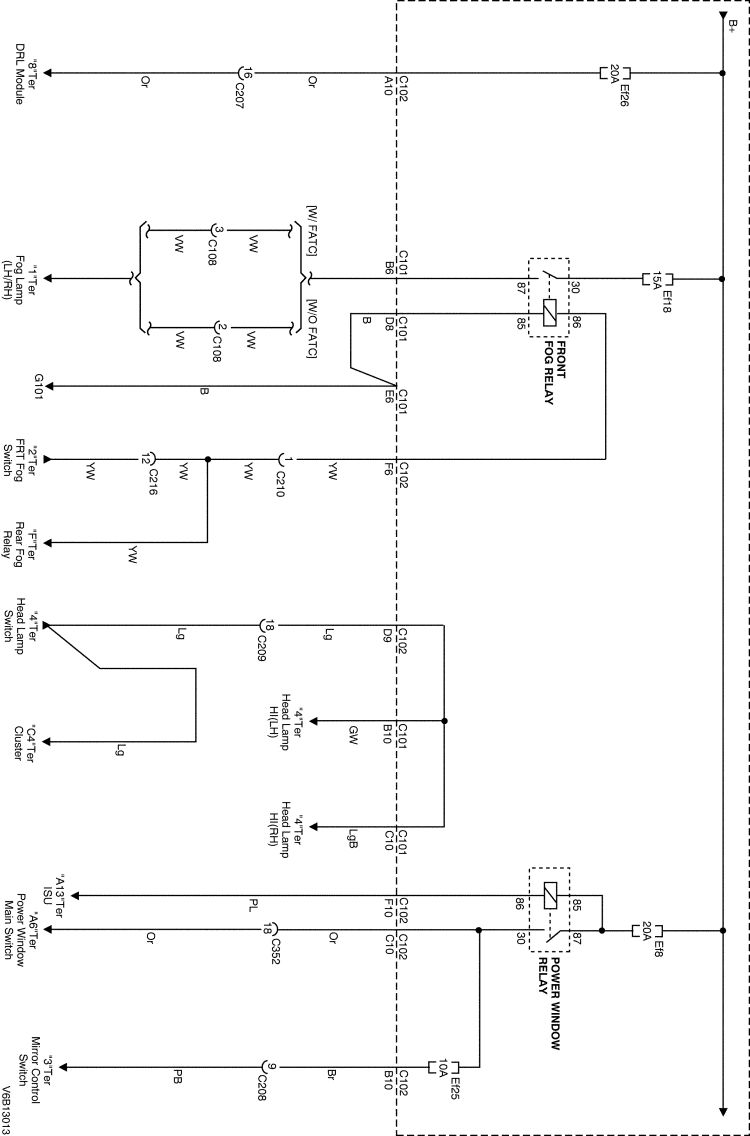 B+
Ef26
20A
Ef18
15A
Ef8
20A
30
86
87
85
FRONT
FOG RELAY
85
87
86
30
POWER WINDOW
RELAY
Ef25
10A
C102
A10
C101
B6
C101
D8
C101
E6
C102
F6
C102
D9
C101
B10
C101
C10
C102
F10
C102
C10
C102
B10
Or
16
C207
Or
"8"Ter
DRL Module
[W/ FATC]
VW
3
C108
VW
[W/O FATC]
VW
2
C108
VW
"1"Ter
Fog Lamp
(LH/RH)
B
B
G101
YW
1
C210
YW
YW
12
C216
YW
"2"Ter
FRT Fog
Switch
YW
"F"Ter
Rear Fog
Relay
Lg
18
C209
Lg
"4"Ter
Head Lamp
Switch
Lg
"C4"Ter
Cluster
GW
"4"Ter
Head Lamp
HI(LH)
LgB
"4"Ter
Head Lamp
HI(RH)
PL
"A13"Ter
ISU
Or
18
C352
Or
"A6"Ter
Power Window
Main Switch
Br
9
C208
PB
"3"Ter
Mirror Control
Switch
V6B13013